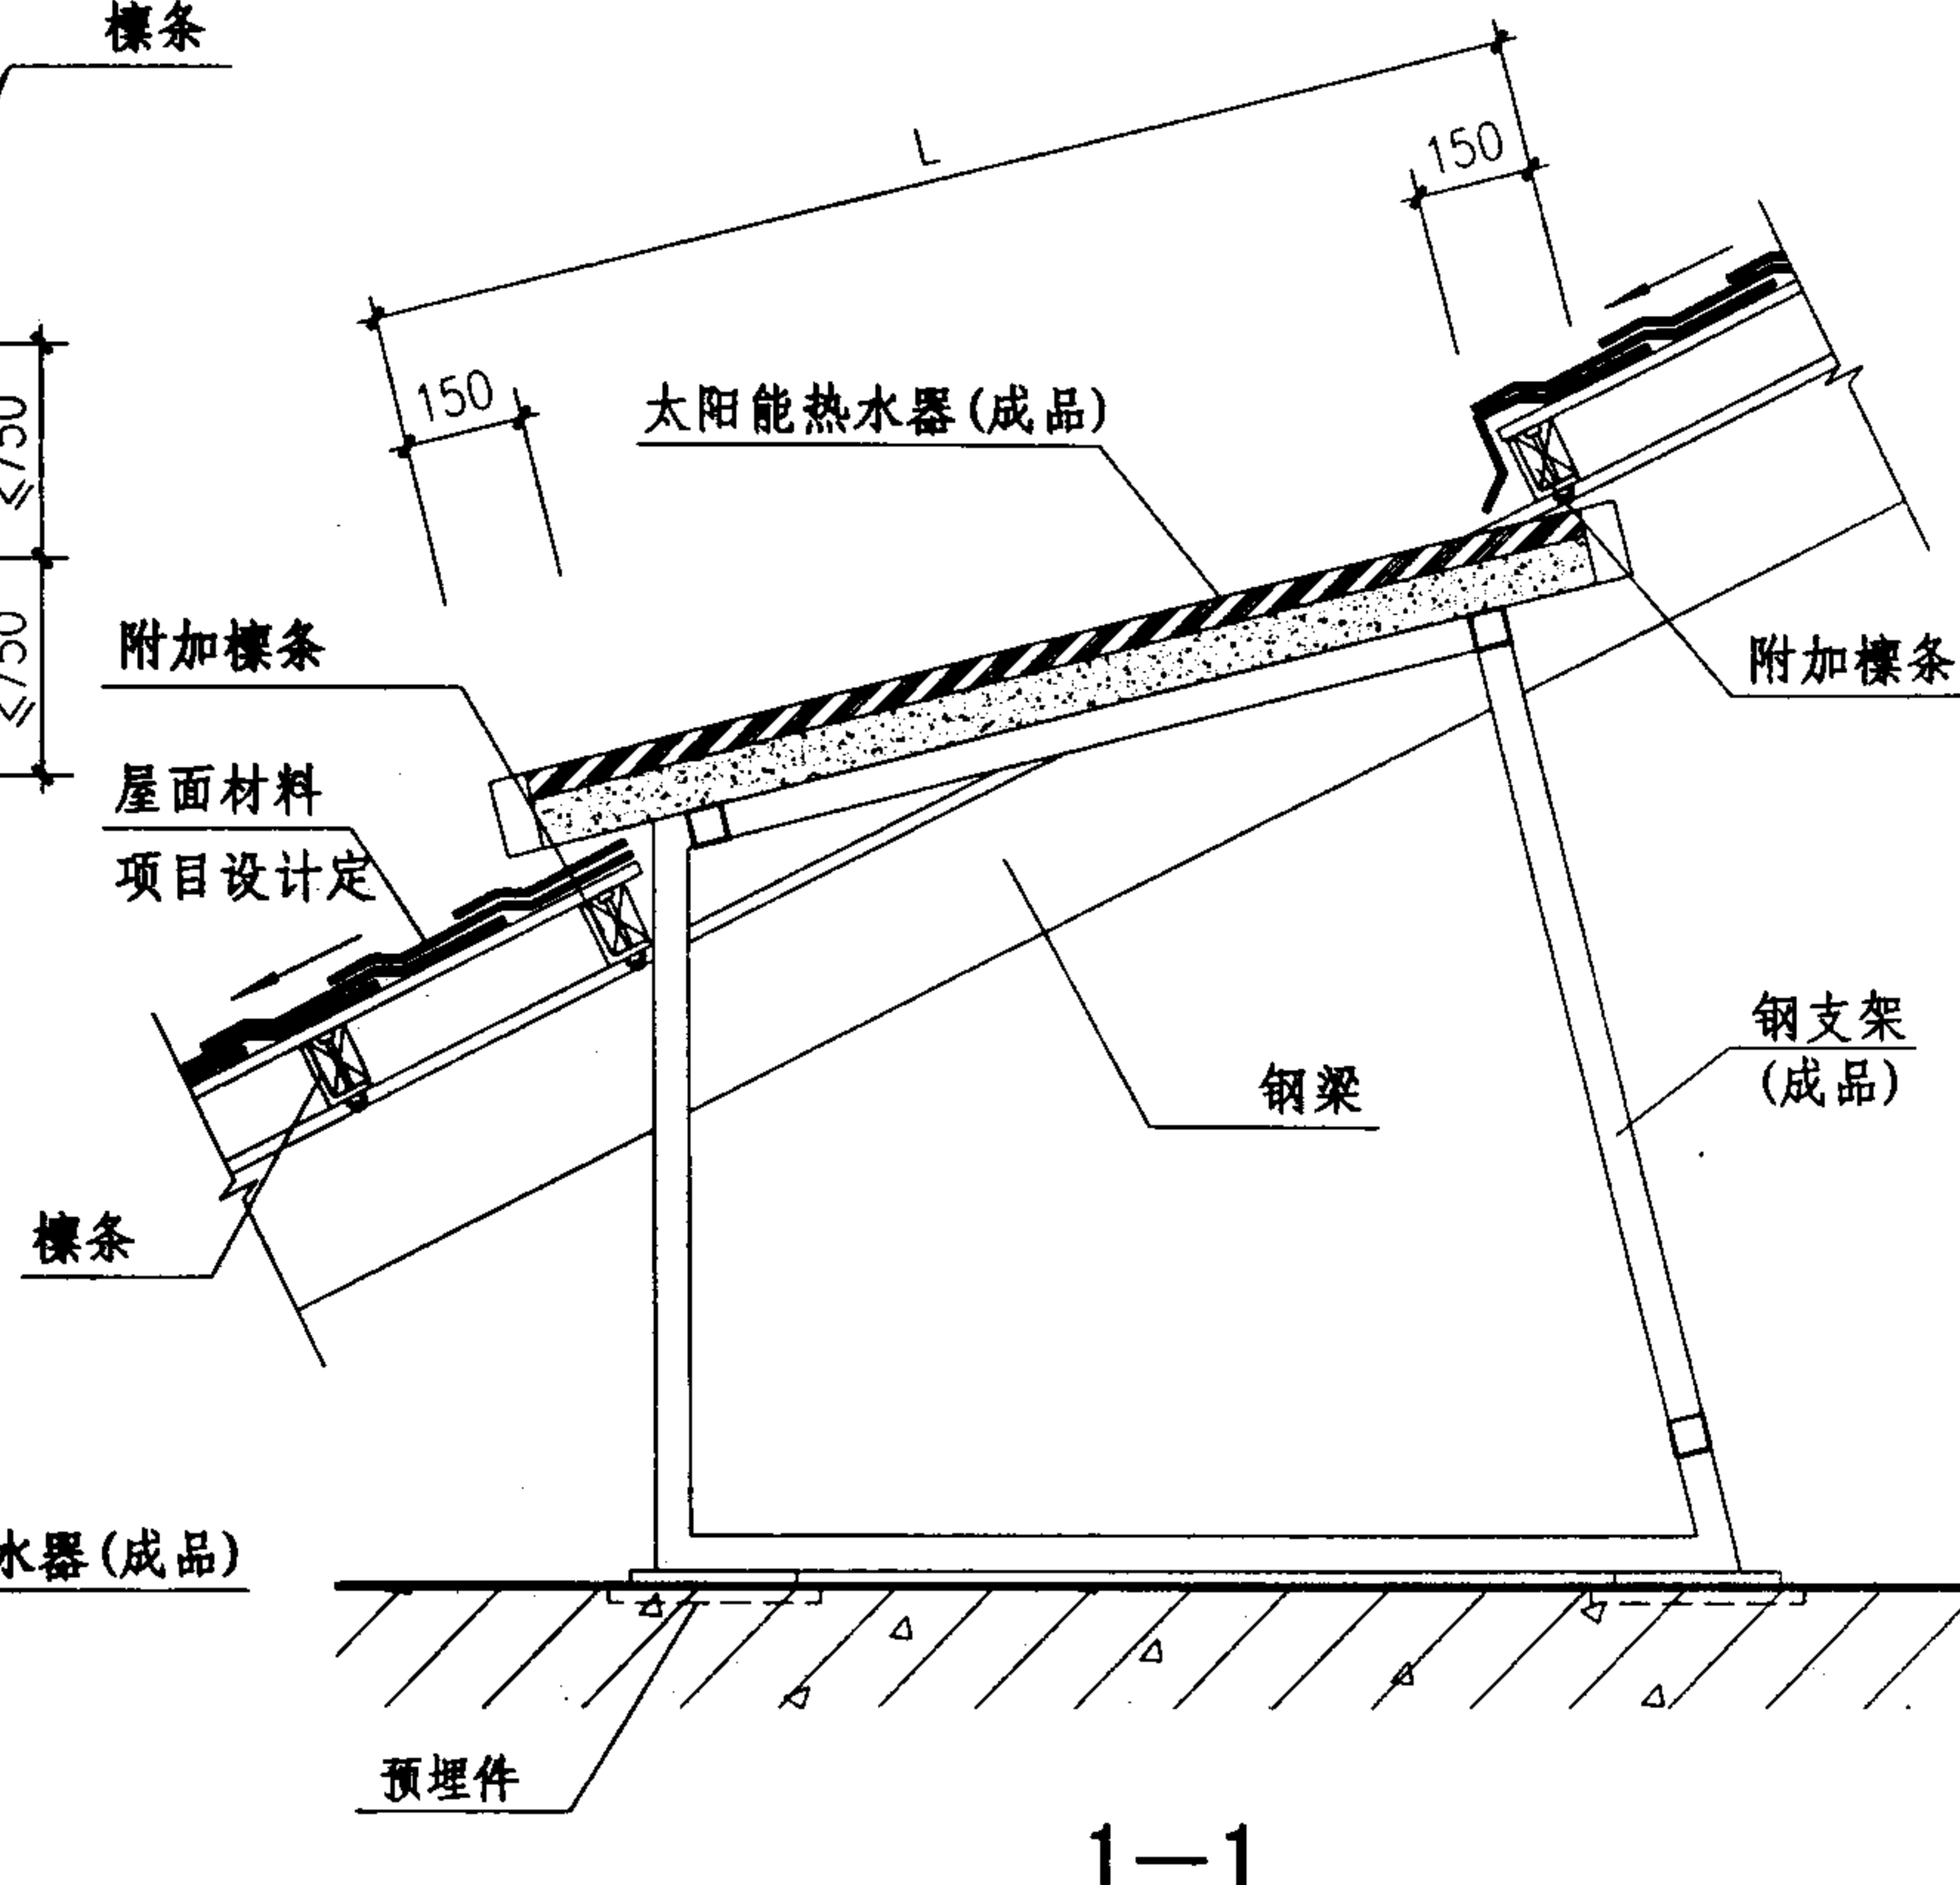 檩条
L
150
150
太阳能热水器(成品)
≤750
附加檩条
附加檩条
≤750
屋面材料
项目设计定
钢支架
(成品)
钢梁
檩条
水器(成品)
预埋件
1—1